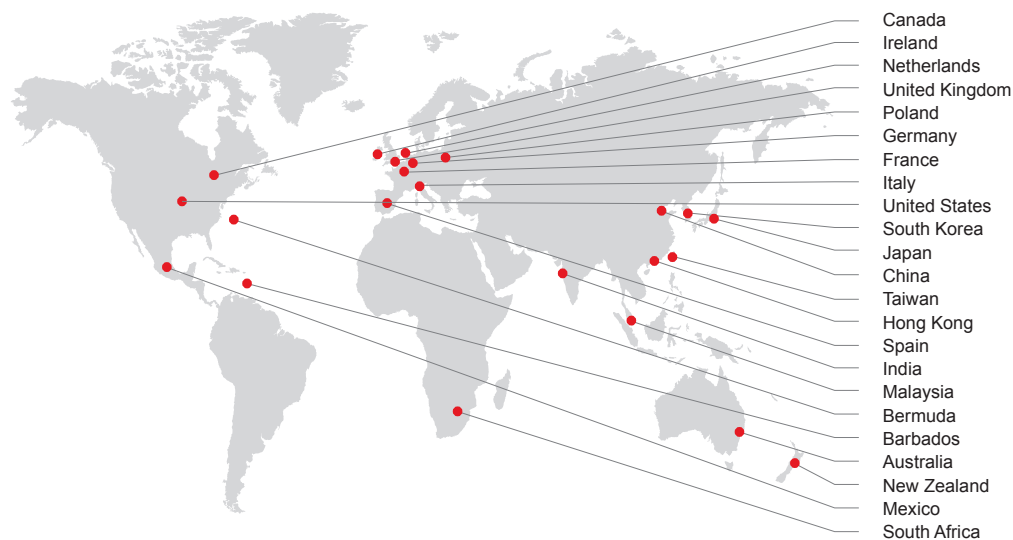 Canada
Ireland
Netherlands
United Kingdom
Poland
Germany
France
Italy
United States
South Korea
Japan
China
Taiwan
Hong Kong
Spain
India
Malaysia
Bermuda
Barbados
Australia
New Zealand
Mexico
South Africa